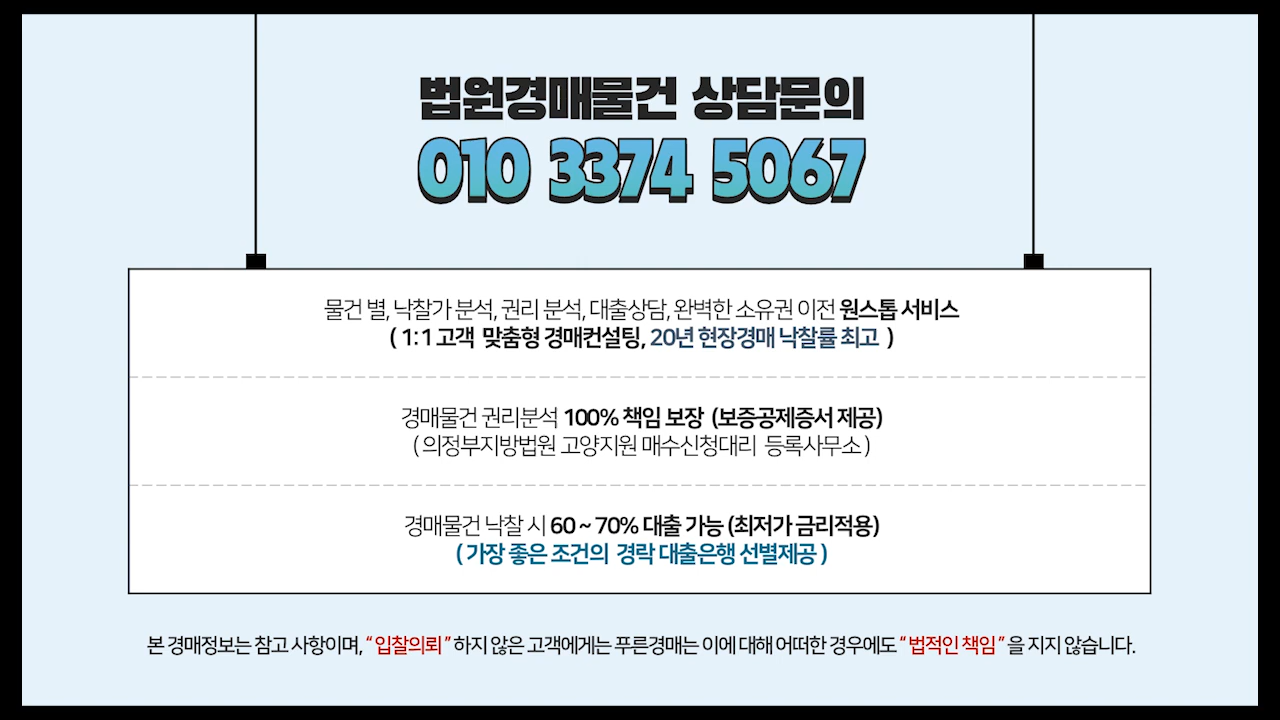 법원경매물건 상담문의
010 3374 5067
물건 별, 낙찰가 분석, 권리 분석, 대출상담, 완벽한 소유권 이전 원스톱 서비스
( 1:1 고객 맞춤형 경매컨설팅, 20년 현장경매 낙찰률 최고 )
경매물건 권리분석 100% 책임 보장 (보증공제증서 제공)
( 의정부지방법원 고양지원 매수신청대리 등록사무소 )
경매물건 낙찰 시 60 ~ 70% 대출 가능 (최저가 금리적용)
( 가장 좋은 조건의 경락 대출은행 선별제공 )
본 경매정보는 참고 사항이며, “ 입찰의뢰 ” 하지 않은 고객에게는 푸른경매는 이에 대해 어떠한 경우에도 “ 법적인 책임 ” 을 지지 않습니다.